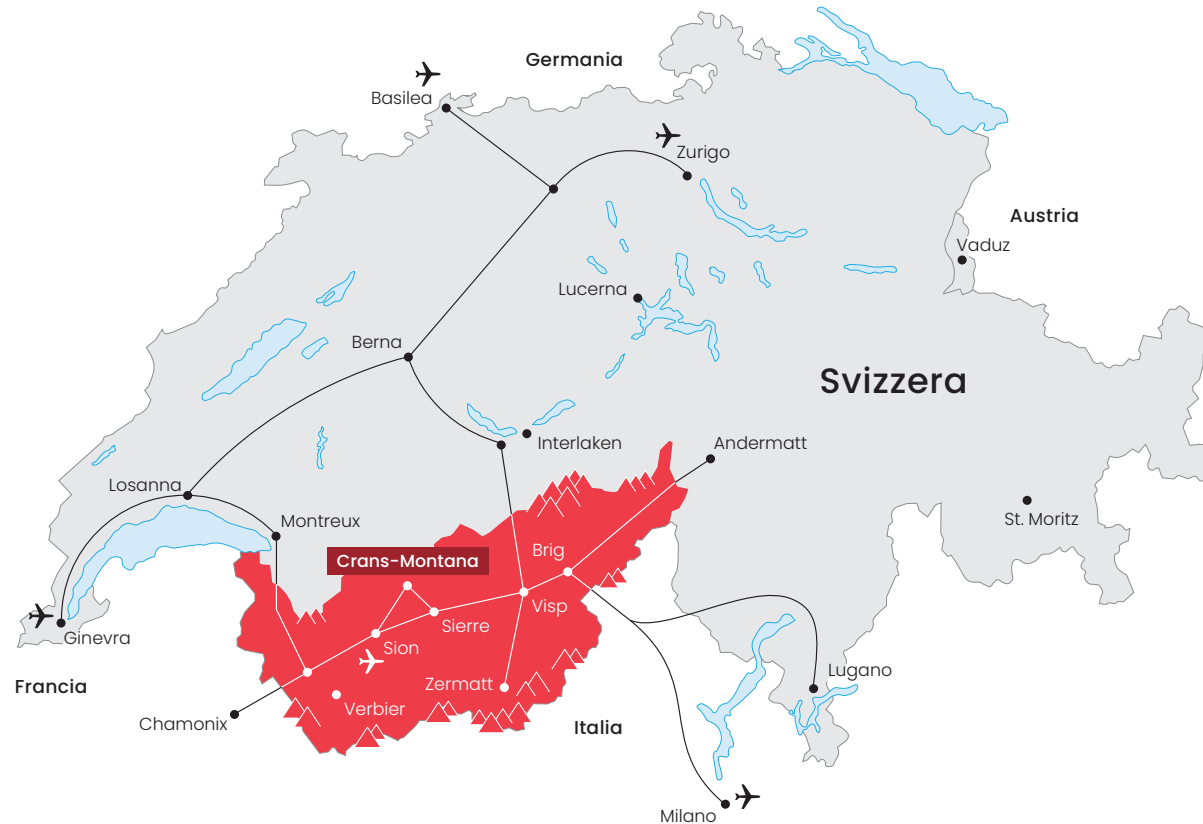 Germania
Basilea
Zurigo
Austria
Vaduz
Lucerna
Berna
Svizzera
Interlaken
Andermatt
Losanna
St. Moritz
Montreux
Brig
Crans-Montana
Visp
Sierre
Ginevra
Sion
Lugano
Francia
Zermatt
Verbier
Chamonix
Italia
Milano